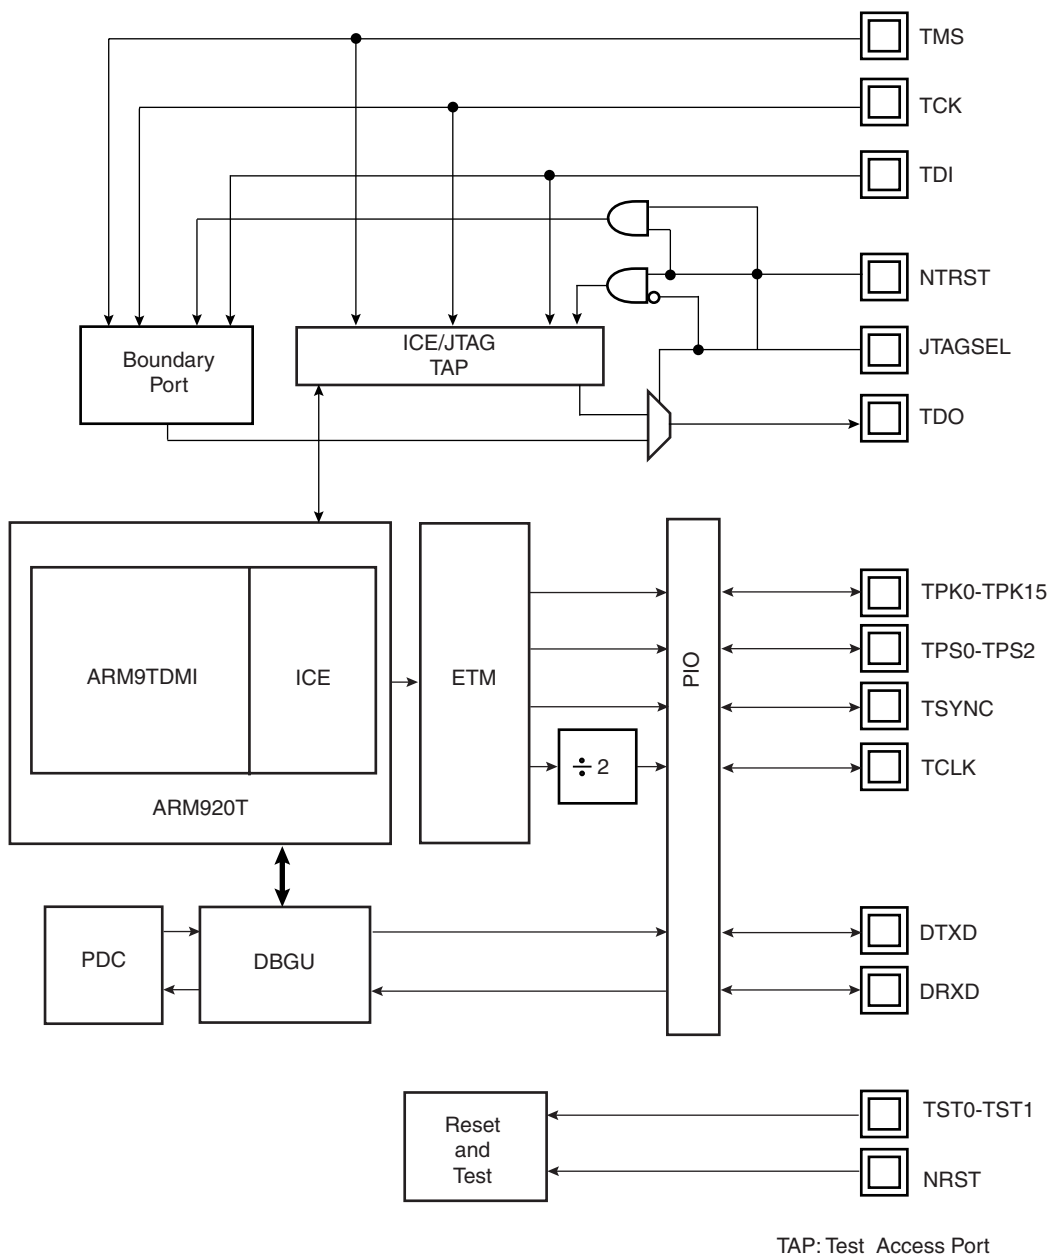 TMS
TCK
TDI
NTRST
JTAGSEL
TDO
Boundary
Port
ICE/JTAG
TAP
ARM9TDMI
ICE
ARM920T
ETM
÷ 2
PIO
TPK0-TPK15
TPS0-TPS2
TSYNC
TCLK
PDC
DBGU
DTXD
DRXD
Reset
and
Test
TST0-TST1
NRST
TAP: Test Access Port